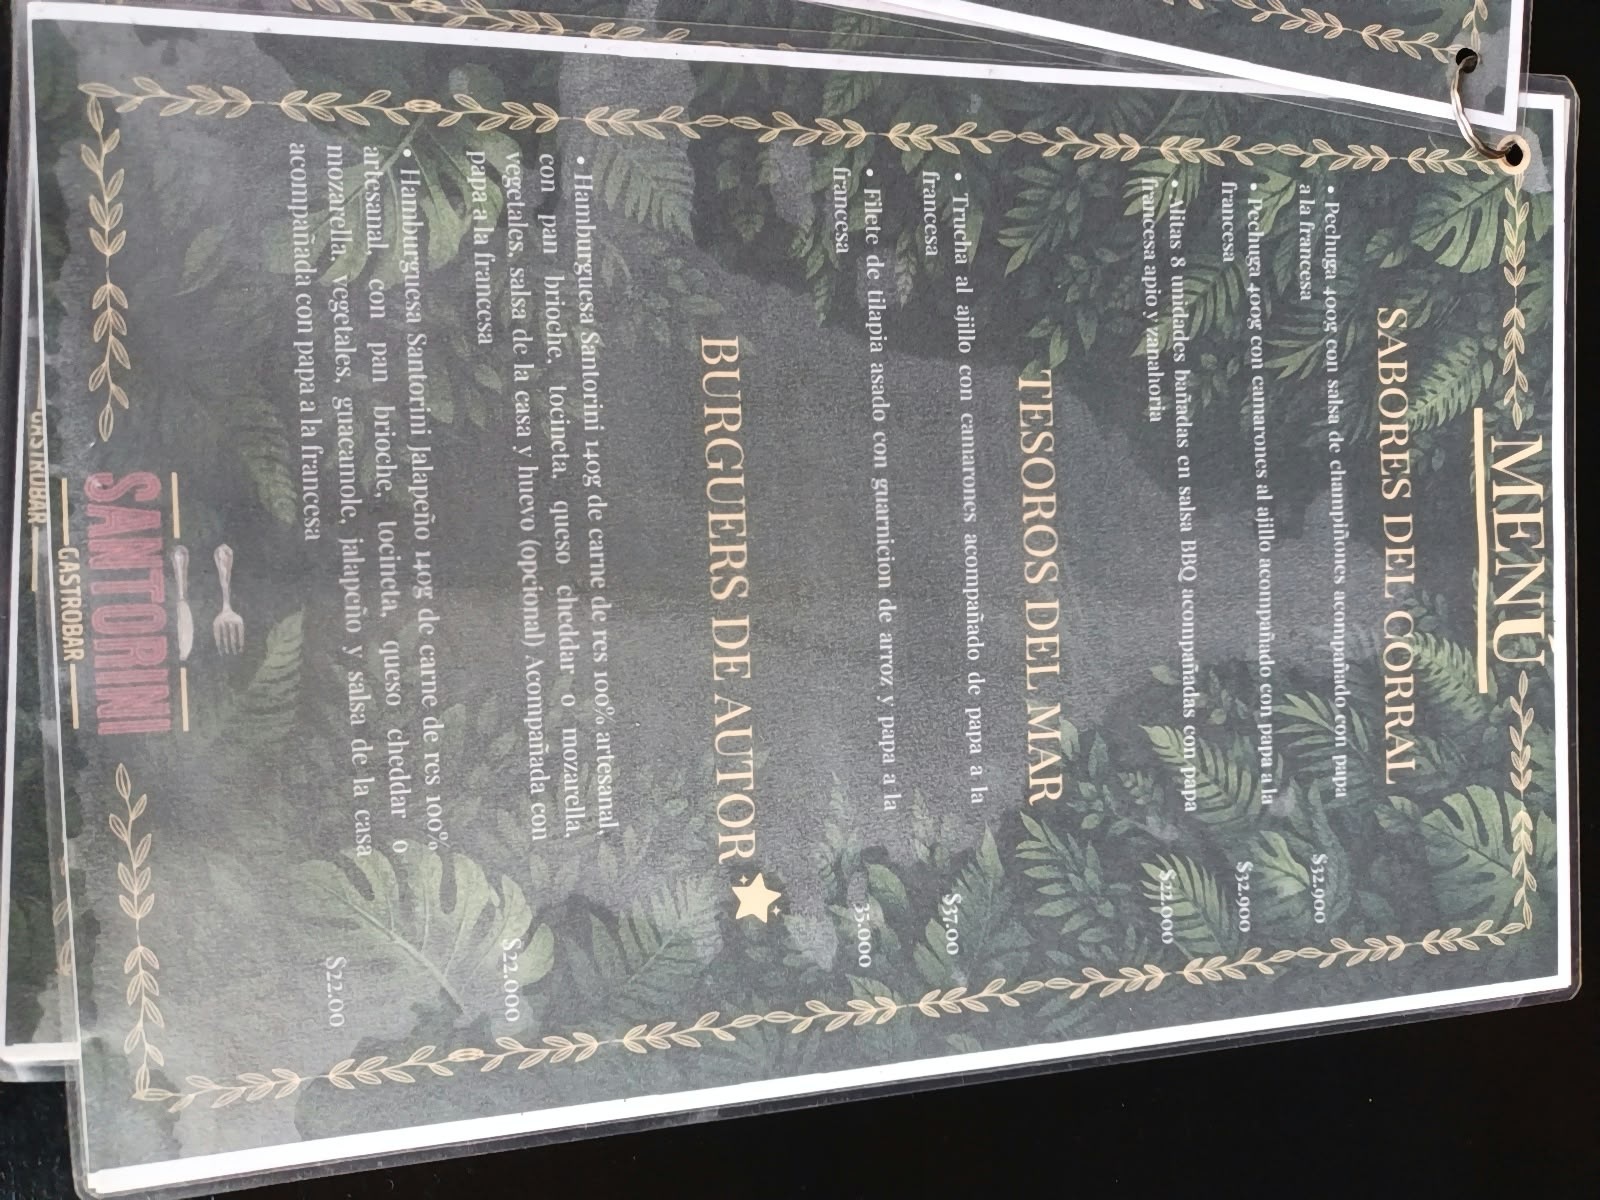 MENÚ
SABORES DEL CORRAL
• Pechuga 400g con salsa de champiñones acompañado con papa
a la francesa
$32.900
• Pechuga 400g con camarones al ajillo acompañado con papa a la
francesa
$32.900
• Alitas 8 unidades bañadas en salsa BBQ acompañadas con papa
francesa apio y zanahoria
$22.000
TESOROS DEL MAR
• Trucha al ajillo con camarones acompañado de papa a la
francesa
$37.00
• Filete de tilapia asado con guarnicion de arroz y papa a la
francesa
35.000
BURGUERS DE AUTOR
• Hamburguesa Santorini 140g de carne de res 100% artesanal,
con pan brioche, tocineta, queso cheddar o mozarella,
vegetales, salsa de la casa y huevo (opcional) Acompañada con
papa a la francesa
$22.000
• Hamburguesa Santorini Jalapeño 140g de carne de res 100%
artesanal, con pan brioche, tocineta, queso cheddar o
mozarella, vegetales, guacamole, jalapeño y salsa de la casa
acompañada con papa a la francesa
$22.00
SANTORINI
GASTROBAR
GASTROBAR